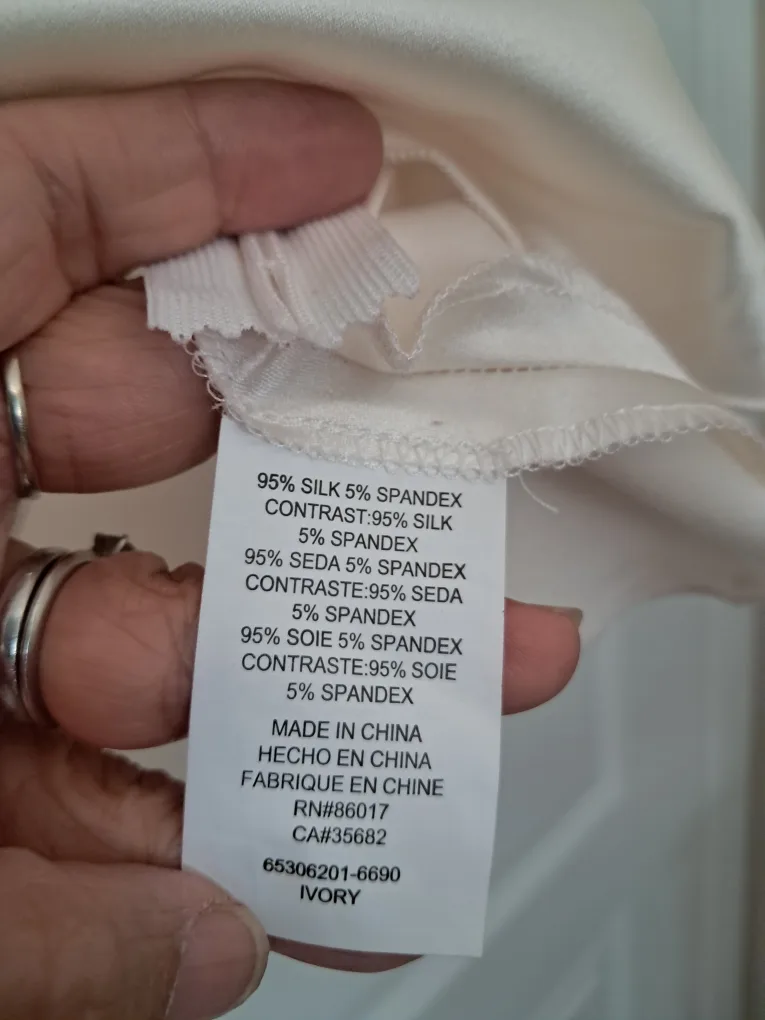 95% SILK 5% SPANDEX
CONTRAST:95% SILK
5% SPANDEX
95% SEDA 5% SPANDEX
CONTRASTE:95% SEDA
5% SPANDEX
95% SOIE 5% SPANDEX
CONTRASTE:95% SOIE
5% SPANDEX
MADE IN CHINA
HECHO EN CHINA
FABRIQUE EN CHINE
RN#86017
CA#35682
65306201-6690
IVORY